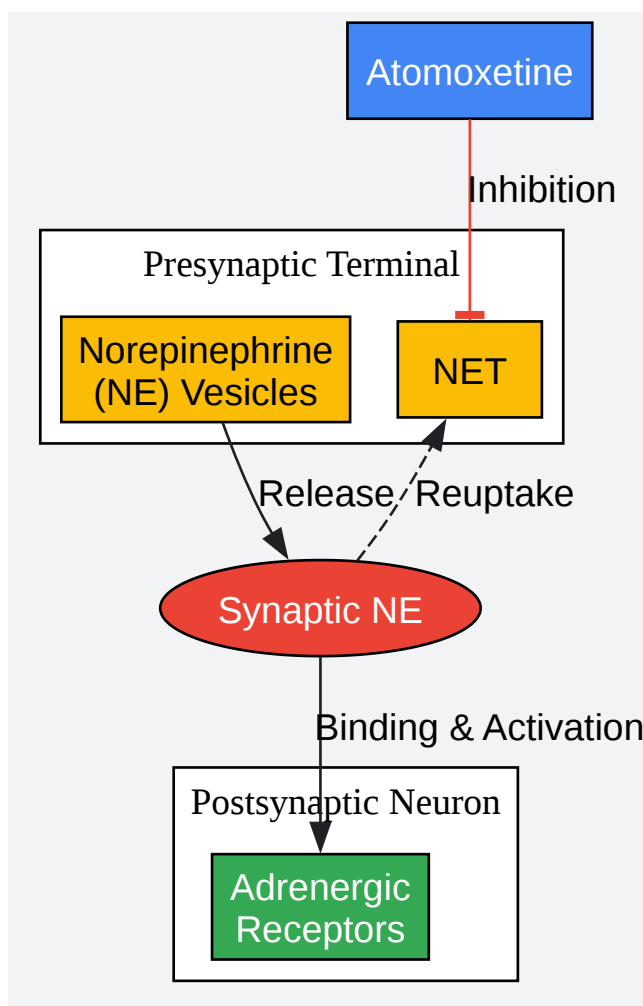 Atomoxetine
Inhibition
Presynaptic Terminal
Norepinephrine
(NE) Vesicles
NET
Release
Reuptake
Synaptic NE
Binding & Activation
Postsynaptic Neuron
Adrenergic
Receptors